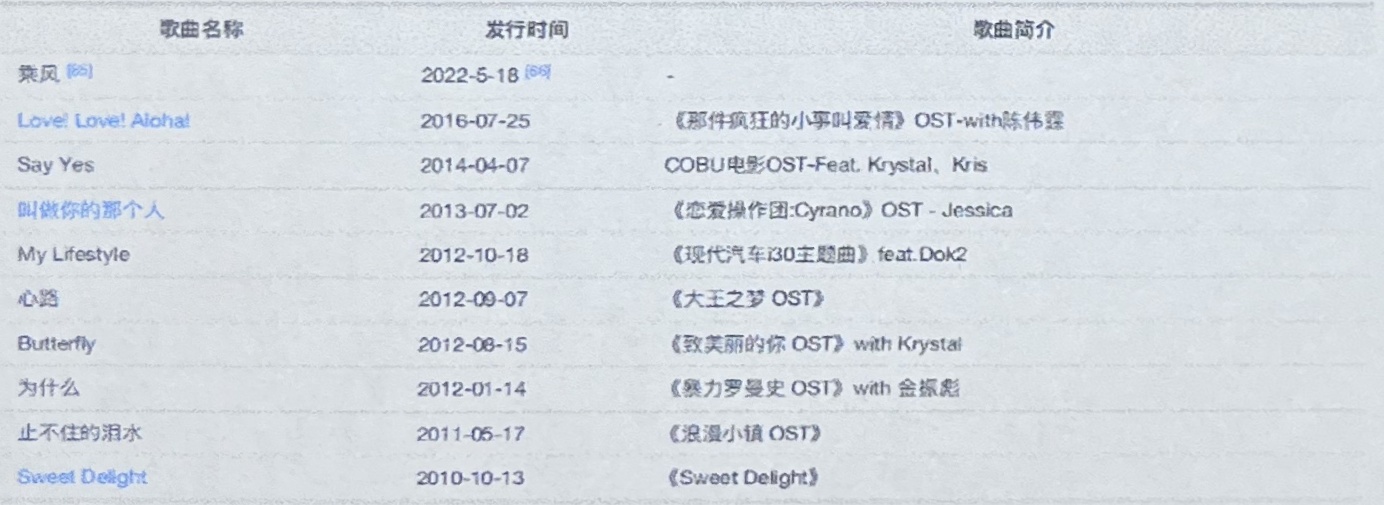 歌曲名称 发行时间 歌曲简介
乘风 [65] 2022-5-18 [66] -
Love! Love! Aloha! 2016-07-25 《那件疯狂的小事叫爱情》OST-with陈伟霆
Say Yes 2014-04-07 COBU电影OST-Feat. Krystal、Kris
叫做你的那个人 2013-07-02 《恋爱操作团:Cyrano》OST - Jessica
My Lifestyle 2012-10-18 《现代汽车i30主题曲》feat.Dok2
心路 2012-09-07 《大王之梦 OST》
Butterfly 2012-08-15 《致美丽的你 OST》with Krystal
为什么 2012-01-14 《暴力罗曼史 OST》with 金振彪
止不住的泪水 2011-05-17 《浪漫小镇 OST》
Sweet Delight 2010-10-13 《Sweet Delight》